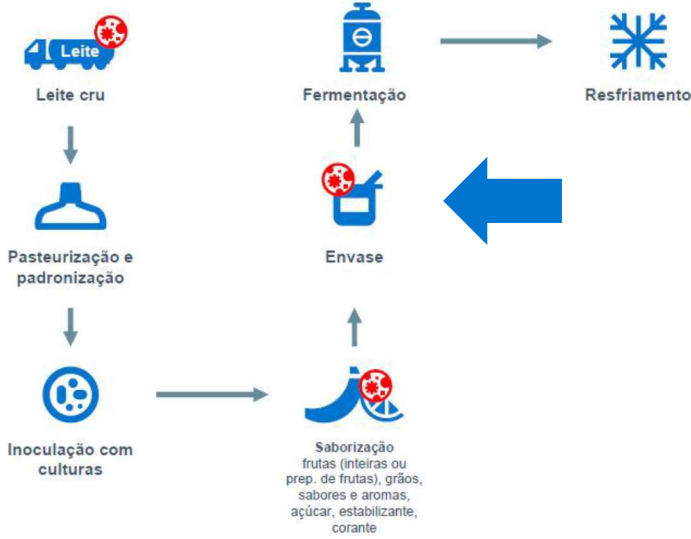 Leite
Leite cru
Pasteurização e
padronização
Inoculação com
culturas
Saborização
frutas (inteiras ou
prep. de frutas), grãos,
sabores e aromas,
açúcar, estabilizante,
corante
Envase
Fermentação
Resfriamento